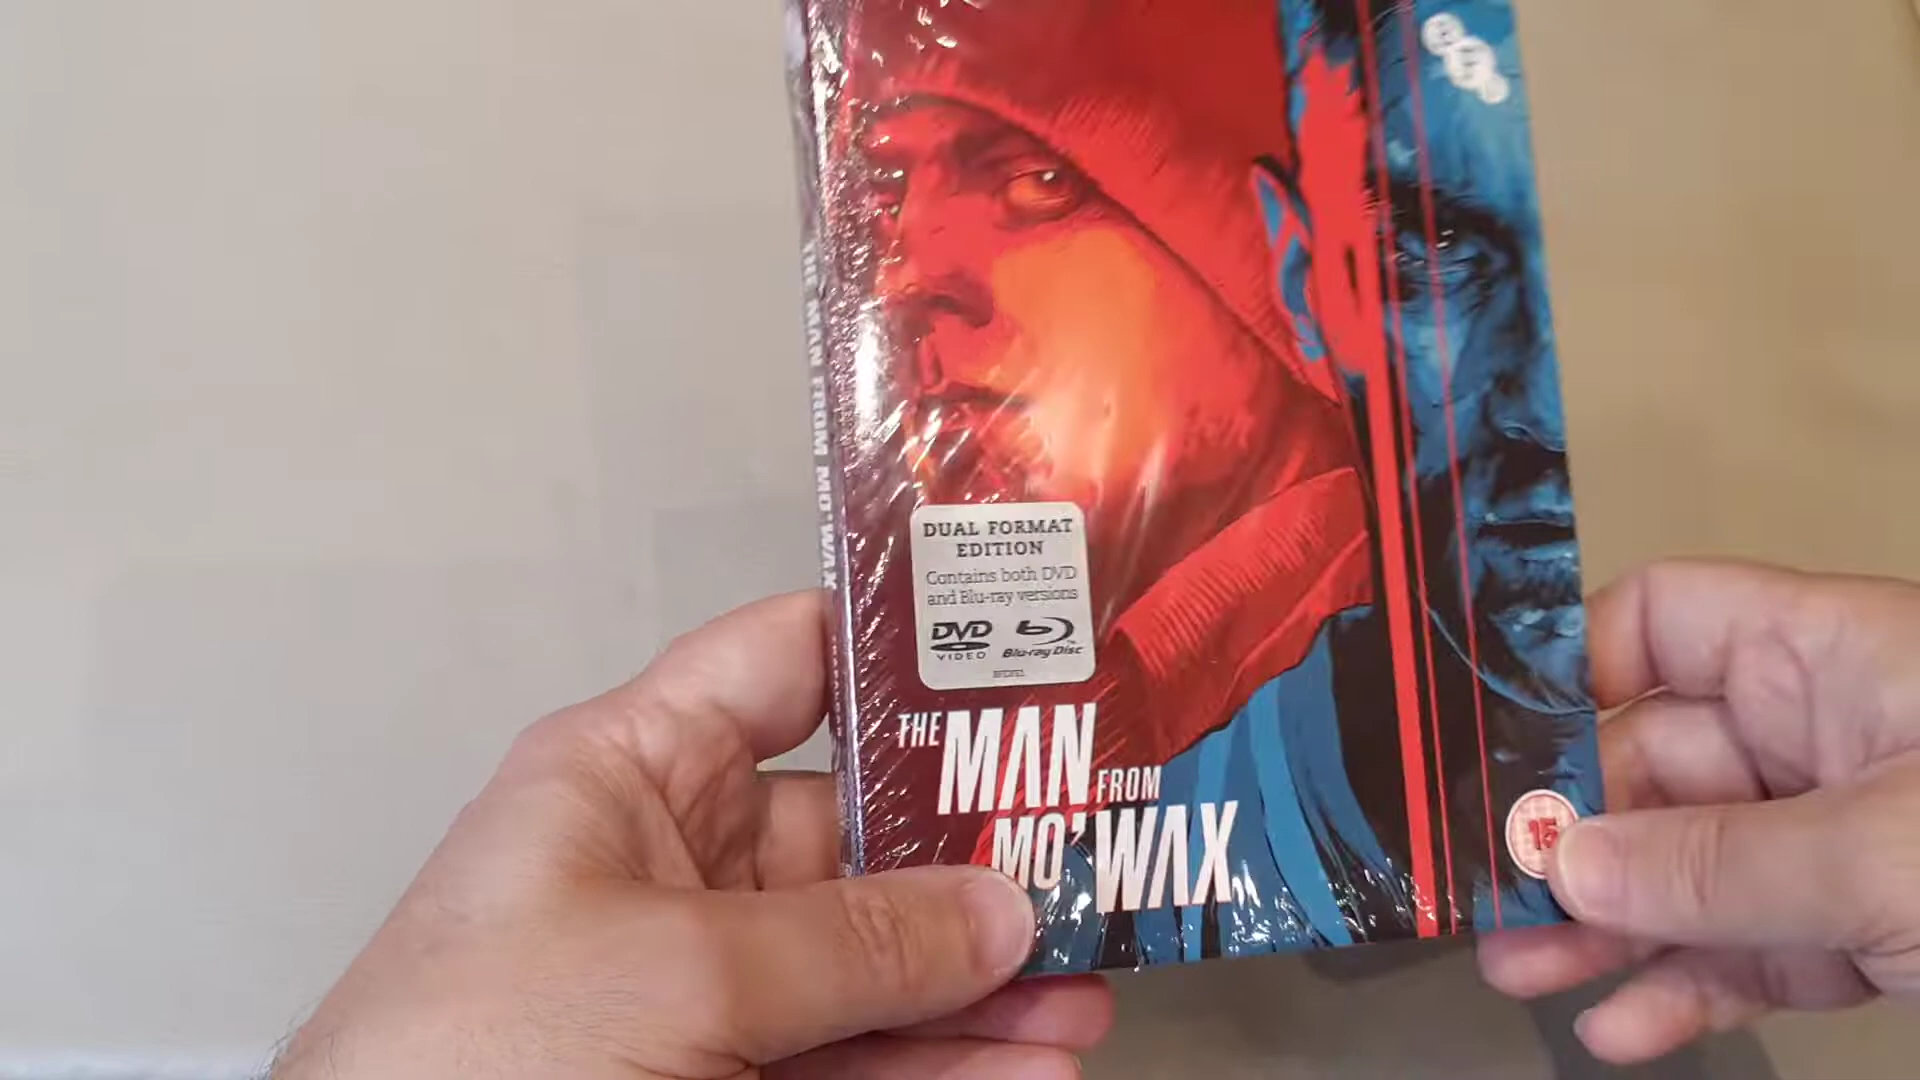 THE MAN FROM MO'WAX
DUAL FORMAT
EDITION
Contains both DVD
and Blu-ray versions
DVD
VIDEO
Blu-ray Disc
THE MAN FROM
MO'WAX
15